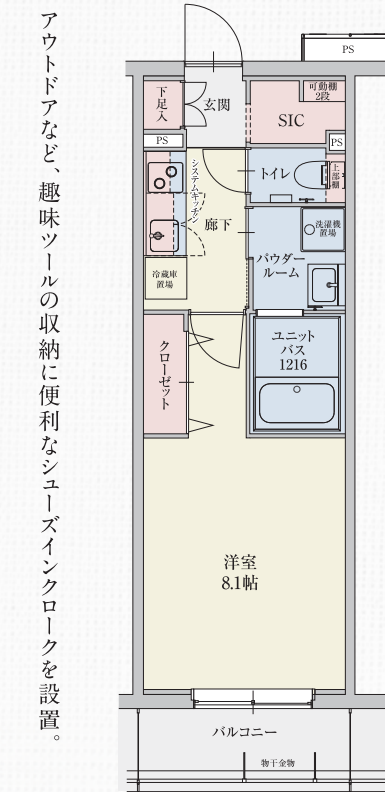 アウトドアなど、趣味ツールの収納に便利なシューズインクロークを設置。
PS
下足入
玄関
可動棚
2段
SIC
PS
PS
システムキッチン
トイレ
上部棚
廊下
洗濯機
置場
パウダー
ルーム
冷蔵庫
置場
クローゼット
ユニット
バス
1216
洋室
8.1帖
バルコニー
物干金物